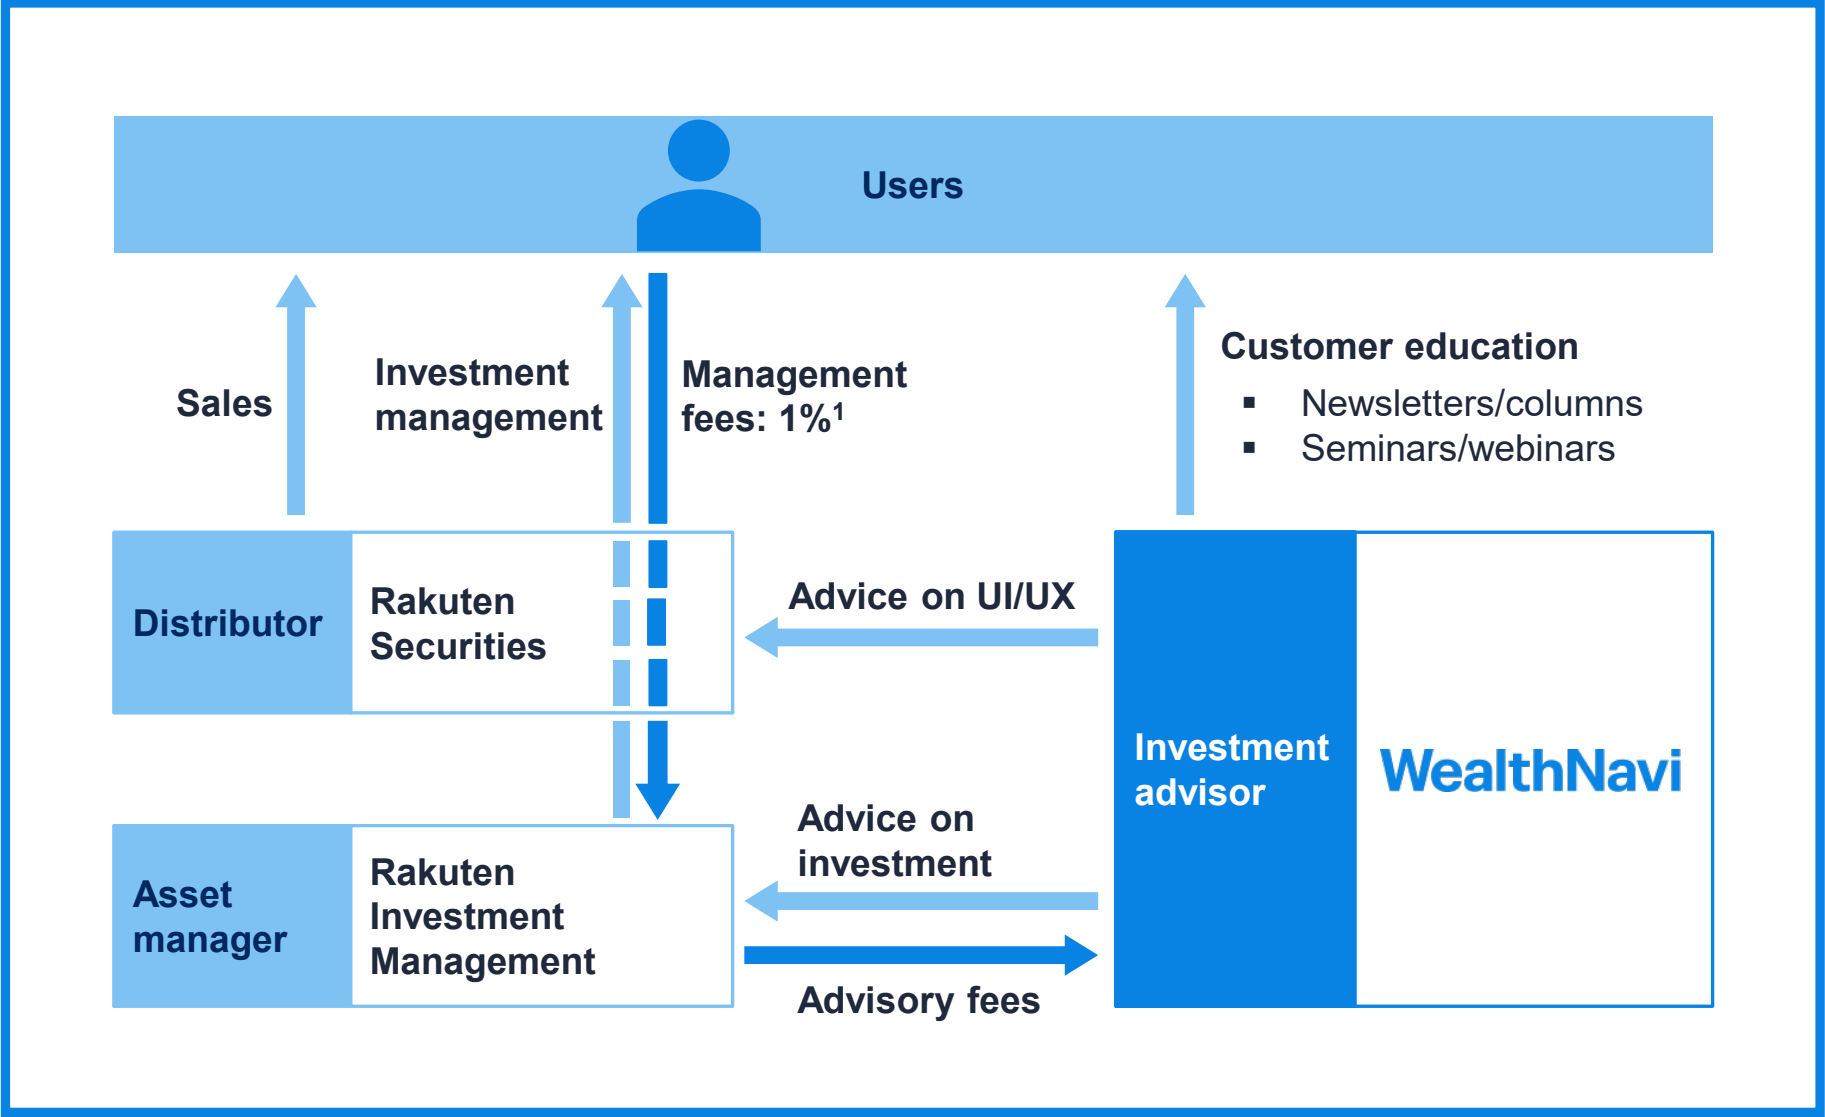 Users
Sales
Investment
management
Management
fees: 1%¹
Customer education
▪ Newsletters/columns
▪ Seminars/webinars
Distributor
Rakuten
Securities
Advice on UI/UX
Investment
advisor
WealthNavi
Asset
manager
Rakuten
Investment
Management
Advice on
investment
Advisory fees